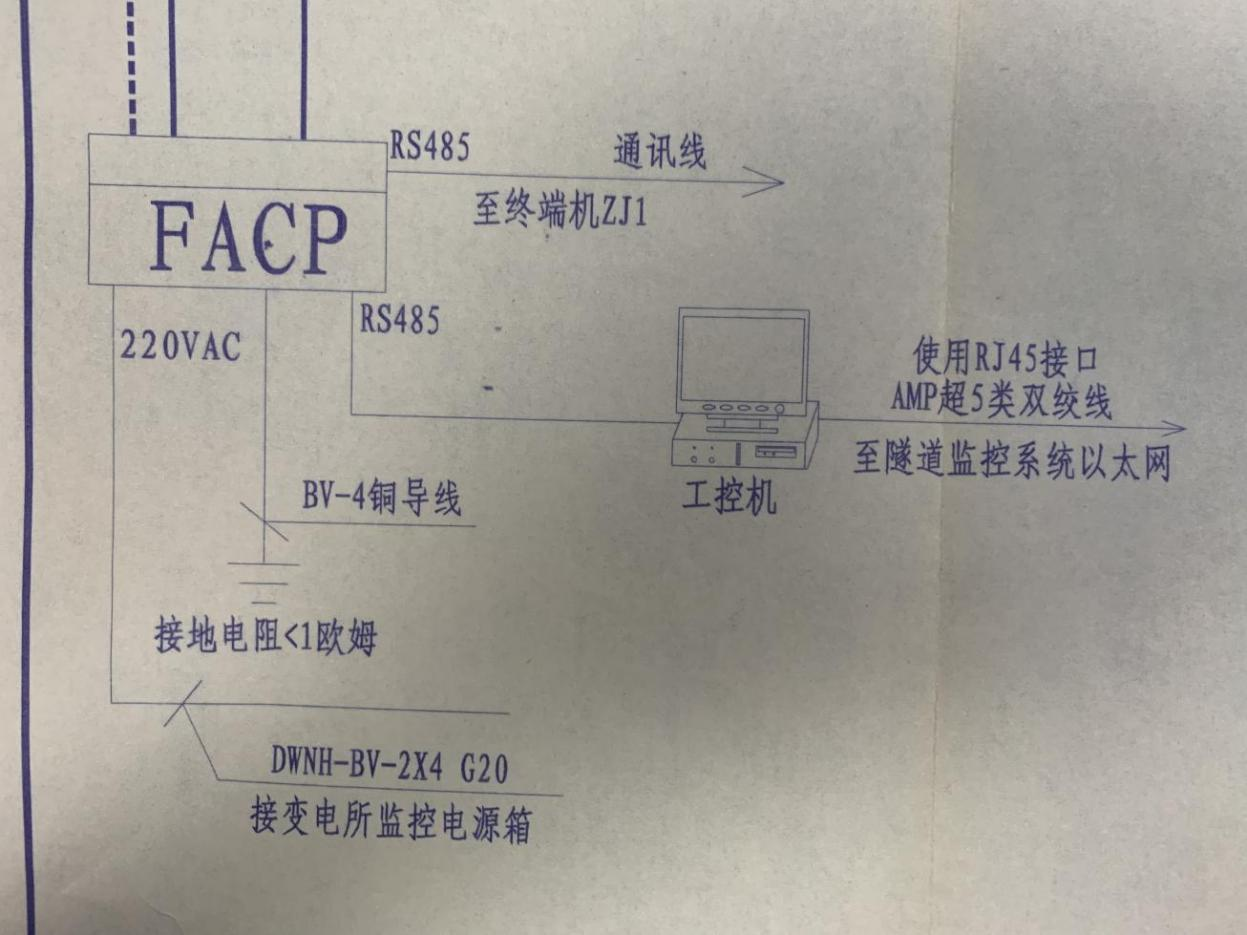 RS485
通讯线
至终端机ZJ1
FACP
220VAC
RS485
使用RJ45接口
AMP超5类双绞线
至隧道监控系统以太网
工控机
BV-4铜导线
接地电阻<1欧姆
DWNH-BV-2X4 G20
接变电所监控电源箱